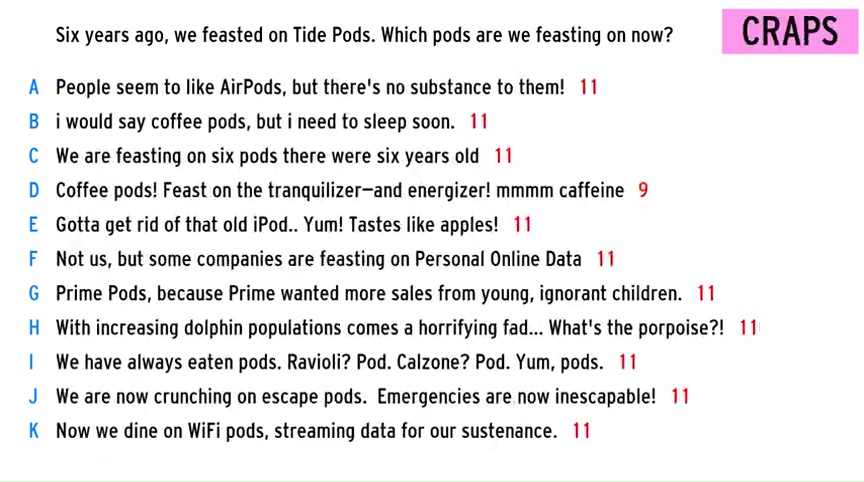 Six years ago, we feasted on Tide Pods. Which pods are we feasting on now?
CRAPS
A People seem to like AirPods, but there's no substance to them! 11
B i would say coffee pods, but i need to sleep soon. 11
C We are feasting on six pods there were six years old 11
D Coffee pods! Feast on the tranquilizer—and energizer! mmmm caffeine 9
E Gotta get rid of that old iPod.. Yum! Tastes like apples! 11
F Not us, but some companies are feasting on Personal Online Data 11
G Prime Pods, because Prime wanted more sales from young, ignorant children. 11
H With increasing dolphin populations comes a horrifying fad... What's the porpoise?! 11
I We have always eaten pods. Ravioli? Pod. Calzone? Pod. Yum, pods. 11
J We are now crunching on escape pods. Emergencies are now inescapable! 11
K Now we dine on WiFi pods, streaming data for our sustenance. 11